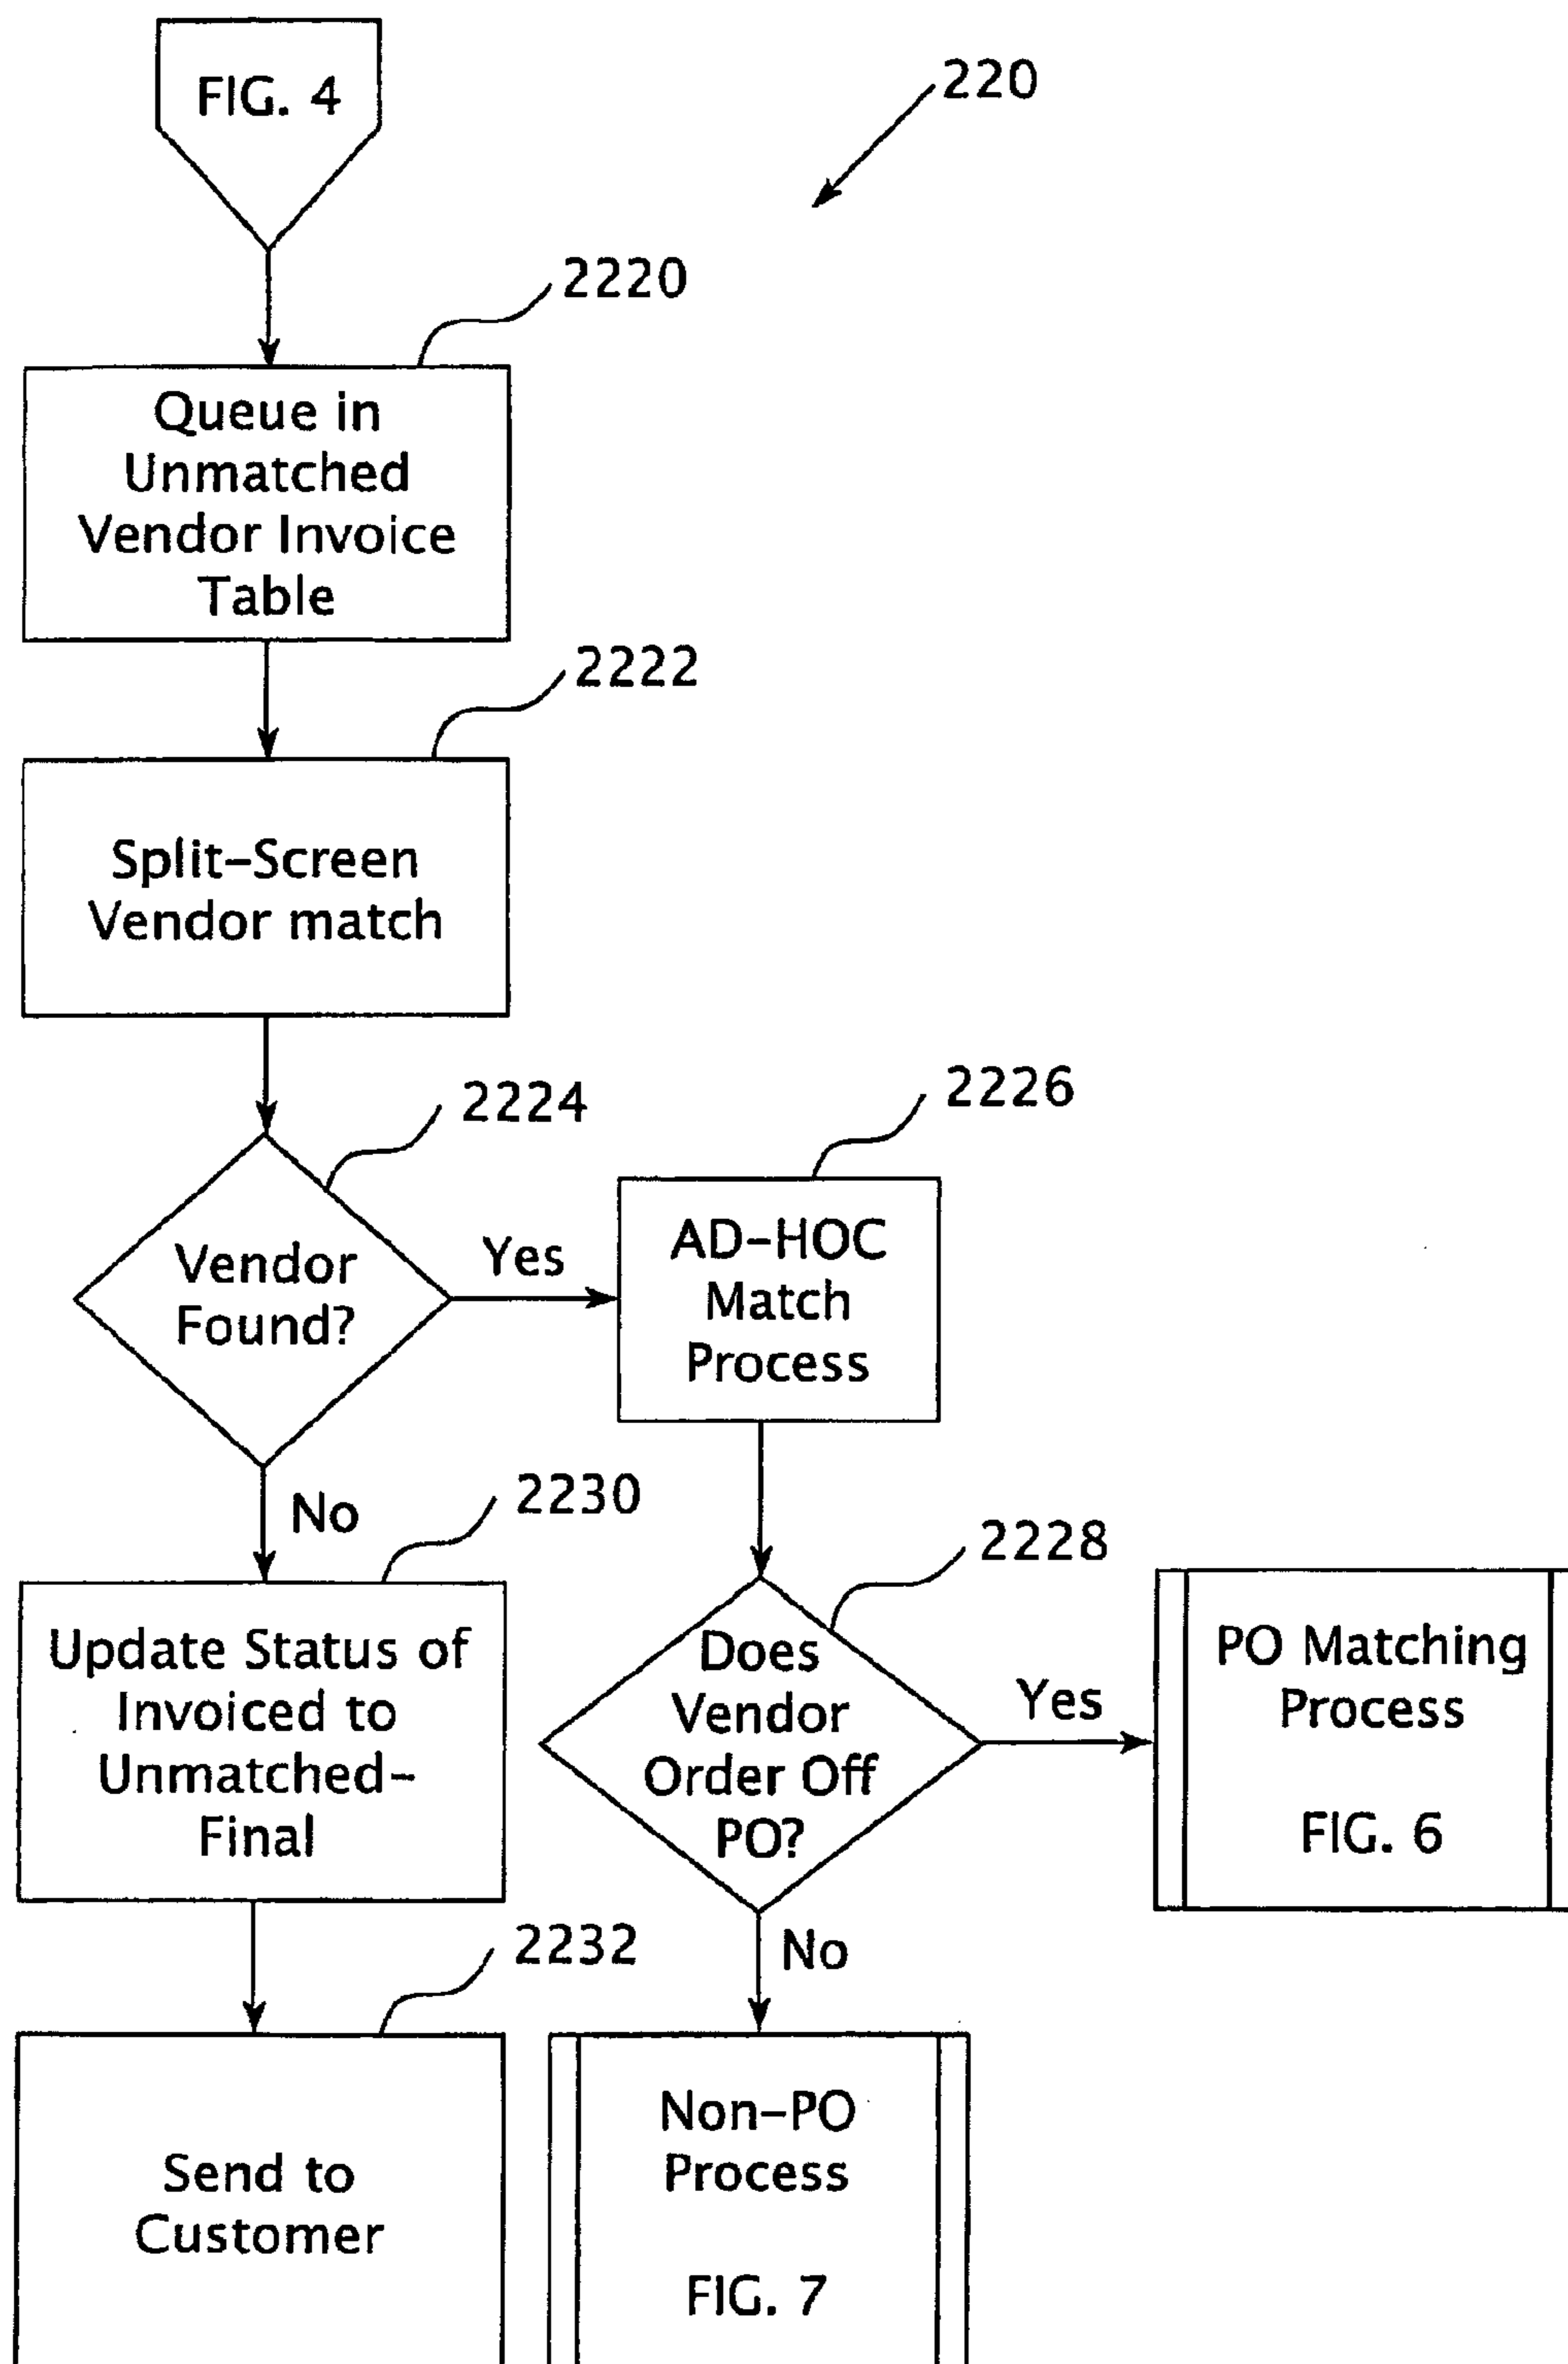 FIG. 4
220
2220
Queue in
Unmatched
Vendor Invoice
Table
2222
Split-Screen
Vendor match
2224
Vendor
Found?
Yes
2226
AD-HOC
Match
Process
No
2230
Update Status of
Invoiced to
Unmatched-
Final
2228
Does
Vendor
Order Off
PO?
Yes
PO Matching
Process
FIG. 6
No
2232
Send to
Customer
Non-PO
Process
FIG. 7